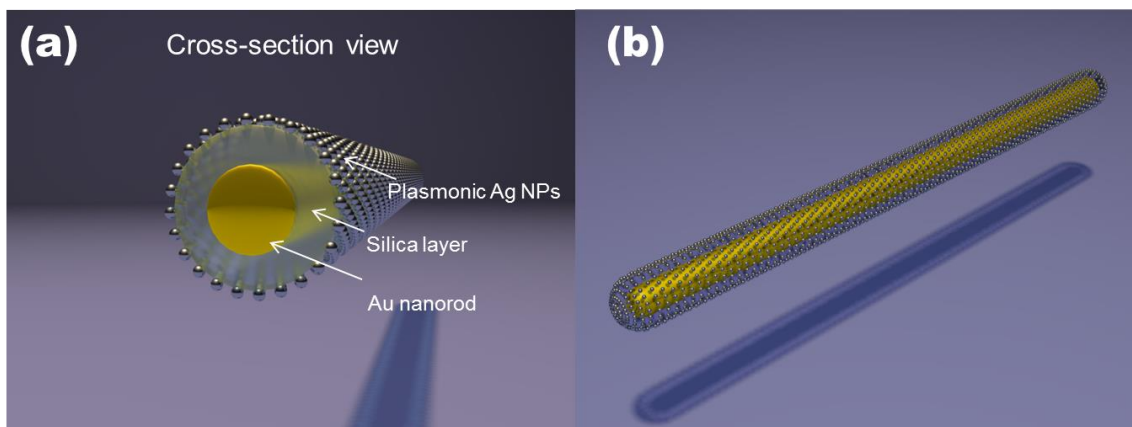 (a)
Cross-section view
Plasmonic Ag NPs
Silica layer
Au nanorod
(b)